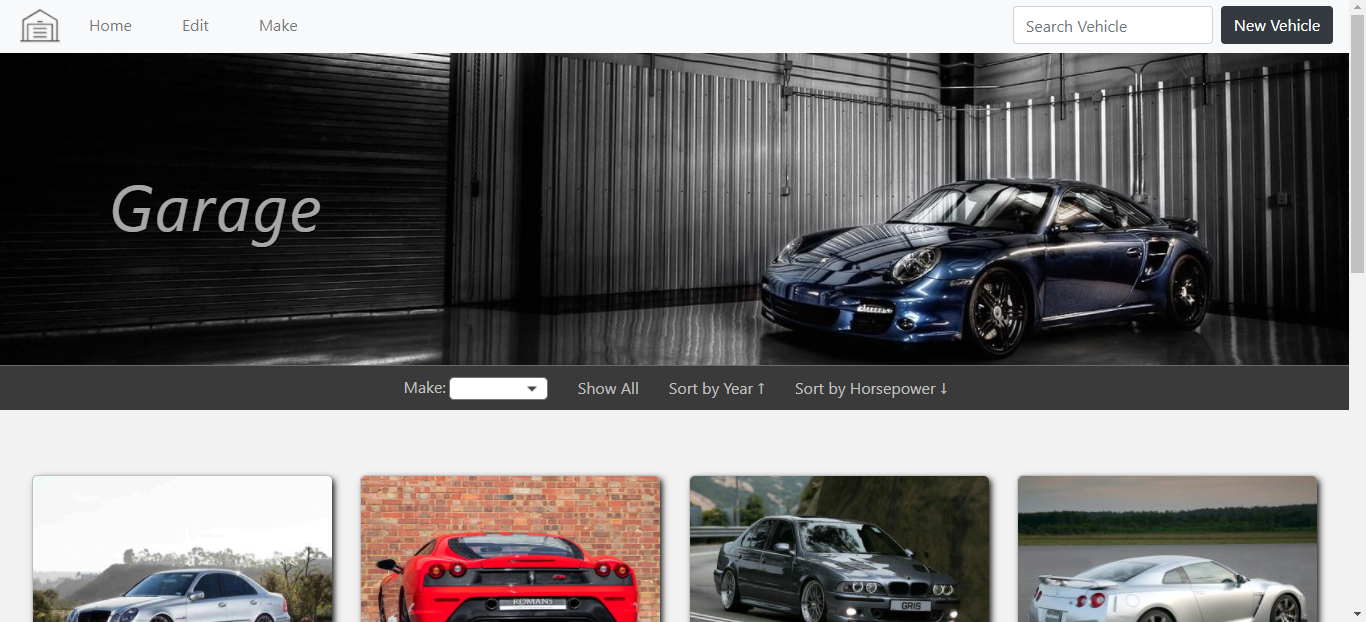 Home Edit Make Search Vehicle New Vehicle
Garage
Make: Show All Sort by Year ↑ Sort by Horsepower ↓
ROMANS
GRIS